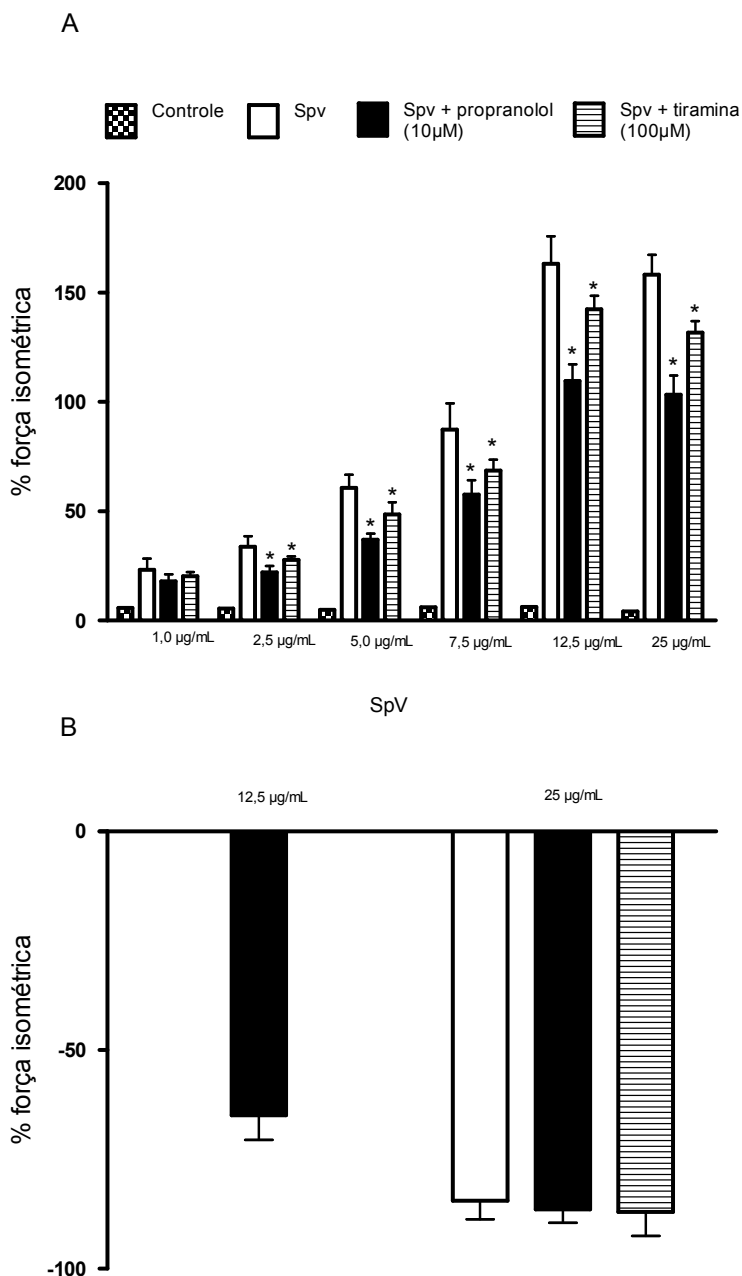 A
Controle
Spv
Spv + propranolol
(10µM)
Spv + tiramina
(100µM)
% força isométrica
200
150
100
50
0
*
*
*
*
*
*
*
*
*
*
1,0 µg/mL
2,5 µg/mL
5,0 µg/mL
7,5 µg/mL
12,5 µg/mL
25 µg/mL
SpV
B
12,5 µg/mL
25 µg/mL
% força isométrica
0
-50
-100